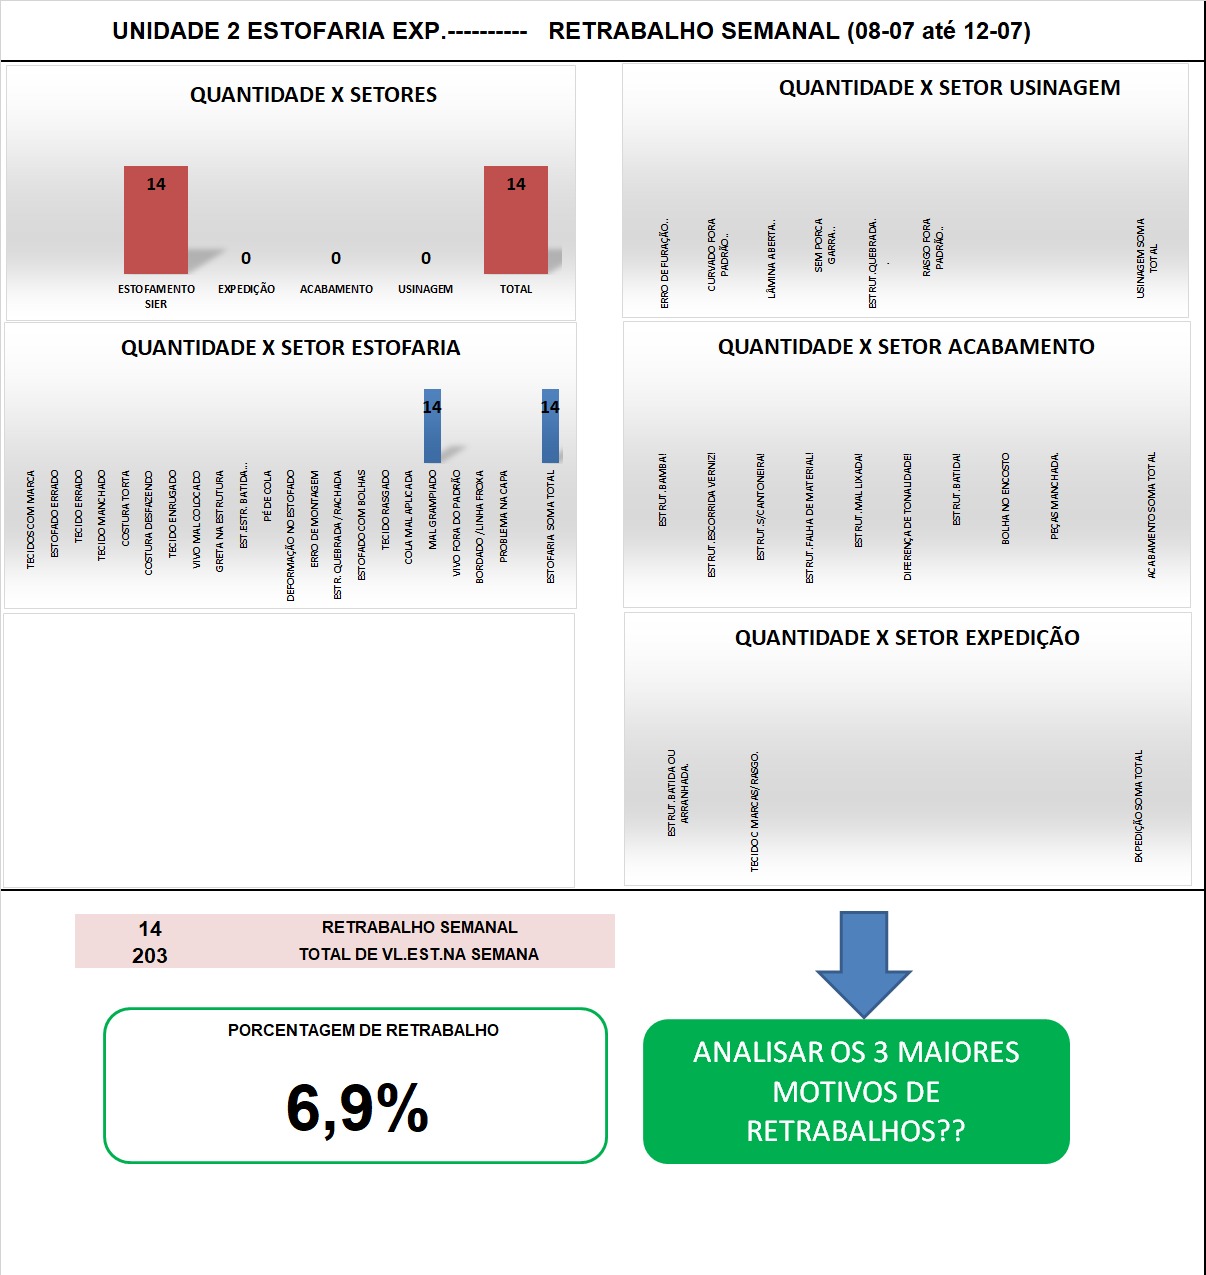 UNIDADE 2 ESTOFARIA EXP.---------- RETRABALHO SEMANAL (08-07 até 12-07)
QUANTIDADE X SETORES
14
0
0
0
14
ESTOFAMENTO
SIER
EXPEDIÇÃO
ACABAMENTO
USINAGEM
TOTAL
QUANTIDADE X SETOR USINAGEM
ERRO DE FURAÇÃO..
CURVADO FORA
PADRÃO..
LÂMINA ABERTA..
SEM PORCA
GARRA..
ESTRUT.QUEBRADA.
.
RASGO FORA
PADRÃO..
USINAGEM SOMA
TOTAL
QUANTIDADE X SETOR ESTOFARIA
14
14
TECIDOS COM MARCA
ESTOFADO ERRADO
TECIDO ERRADO
TECIDO MANCHADO
COSTURA TORTA
COSTURA DESFAZENDO
TECIDO ENRUGADO
VIVO MAL COLOCADO
GRETA NA ESTRUTURA
EST.ESTR. BATIDA...
PÉ DE COLA
DEFORMAÇÃO NO ESTOFADO
ERRO DE MONTAGEM
ESTR. QUEBRADA / RACHADA
ESTOFADO COM BOLHAS
TECIDO RASGADO
COLA MAL APLICADA
MAL GRAMPIADO
VIVO FORA DO PADRÃO
BORDADO / LINHA FROXA
PROBLEMA NA CAPA
ESTOFARIA SOMA TOTAL
QUANTIDADE X SETOR ACABAMENTO
ESTRUT.BAMBA!
ESTRUT.ESCORRIDA VERNIZ!
ESTRUT.S/CANTONEIRA!
ESTRUT.FALHA DE MATERIAL!
ESTRUT.MAL LIXADA!
DIFERENÇA DE TONALIDADE!
ESTRUT.BATIDA!
BOLHA NO ENCOSTO
PEÇAS MANCHADA.
ACABAMENTO SOMA TOTAL
QUANTIDADE X SETOR EXPEDIÇÃO
ESTRUT.BATIDA OU
ARRANHADA.
TECIDO C MARCAS/RASGO.
EXPEDIÇÃO SOMA TOTAL
14 RETRABALHO SEMANAL
203 TOTAL DE VL.EST.NA SEMANA
PORCENTAGEM DE RETRABALHO
6,9%
ANALISAR OS 3 MAIORES
MOTIVOS DE
RETRABALHOS??